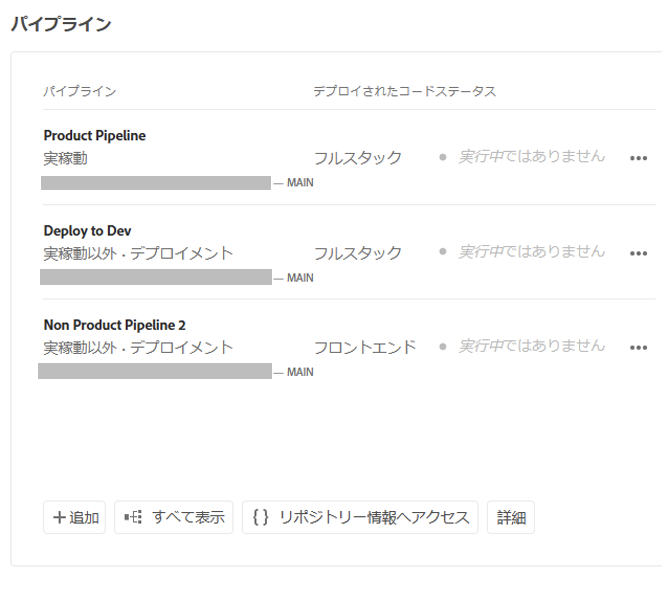 パイプライン
パイプライン デプロイされたコードステータス
Product Pipeline
実稼動 フルスタック 実行中ではありません
— MAIN
Deploy to Dev
実稼動以外・デプロイメント フルスタック 実行中ではありません
— MAIN
Non Product Pipeline 2
実稼動以外・デプロイメント フロントエンド 実行中ではありません
— MAIN
追加 すべて表示 {} リポジトリー情報へアクセス 詳細